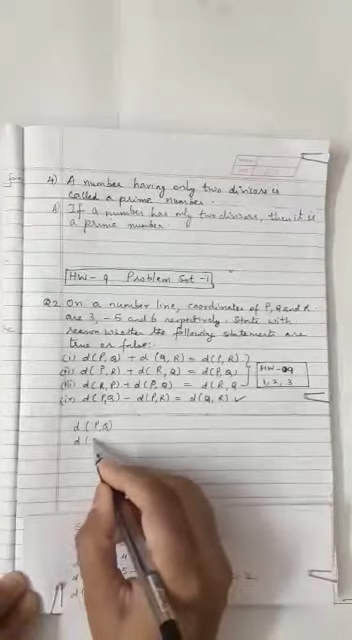 4) A number having only two divisors is
called a prime number.
A) If a number has only two divisors, then it is
a prime number.
HW-9 Problem Set-1
Q2. On a number line, coordinates of P, Q and R
are 3, -5 and 6 respectively. State with
reason whether the following statements are
true or false:
(i) d(P,Q) + d(Q,R) = d(P,R)
(ii) d(P,R) + d(R,Q) = d(P,Q)
(iii) d(R,P) + d(P,Q) = d(R,Q
(iv) d(P,Q) - d(P,R) = d(Q,R) ✓
HW-09
1, 2, 3
d(P,Q)
d(